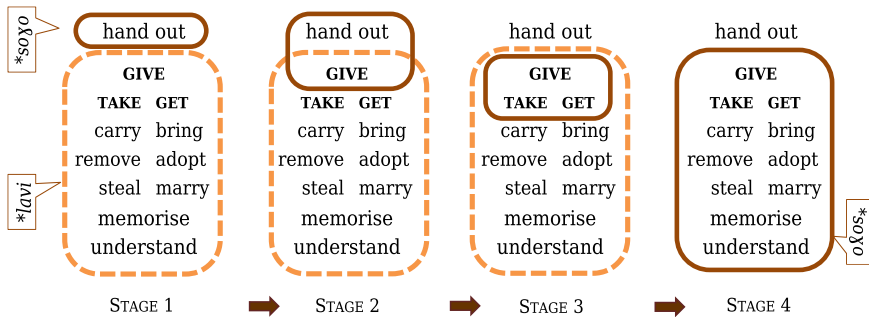 *soɣo
hand out
GIVE
TAKE GET
carry bring
remove adopt
steal marry
memorise
understand
*lavi
STAGE 1
hand out
GIVE
TAKE GET
carry bring
remove adopt
steal marry
memorise
understand
STAGE 2
hand out
GIVE
TAKE GET
carry bring
remove adopt
steal marry
memorise
understand
STAGE 3
hand out
GIVE
TAKE GET
carry bring
remove adopt
steal marry
memorise
understand
*soɣo
STAGE 4